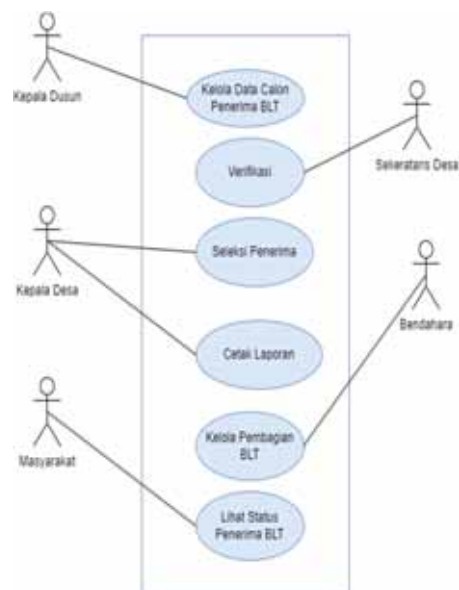 Kepala Dusun
Kelola Data Calon
Penerima BLT
Verifikasi
Sekeratans Desa
Seleksi Penerima
Kepala Desa
Bendahara
Cetak Laporan
Masyarakat
Kelola Pembagian
BLT
Lihat Status
Penerima BLT